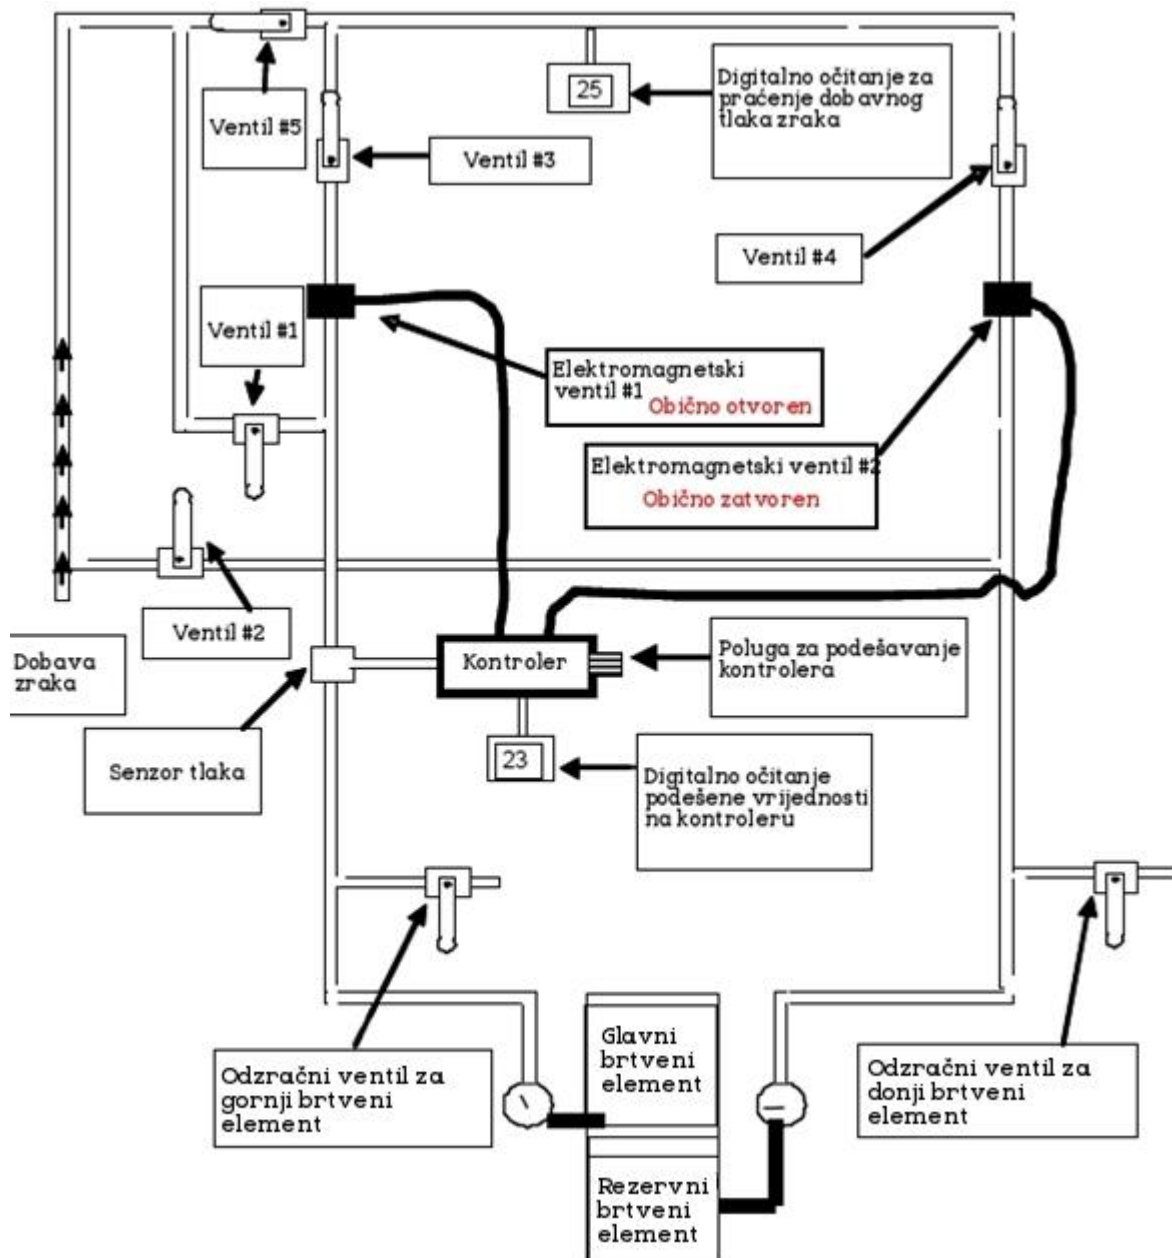 Ventil #5
25
Digitalno očitanje za
praćenje dobavnog
tlaka zraka
Ventil #3
Ventil #4
Ventil #1
Elektromagnetski
ventil #1
Obično otvoren
Elektromagnetski ventil #2
Obično zatvoren
Ventil #2
Dobava
zraka
Kontroler
Poluga za podešavanje
kontrolera
Senzor tlaka
23
Digitalno očitanje
podešene vrijednosti
na kontroleru
Odzračni ventil za
gornji brtveni
element
Glavni
brtveni
element
Odzračni ventil za
donji brtveni
element
Rezervni
brtveni
element